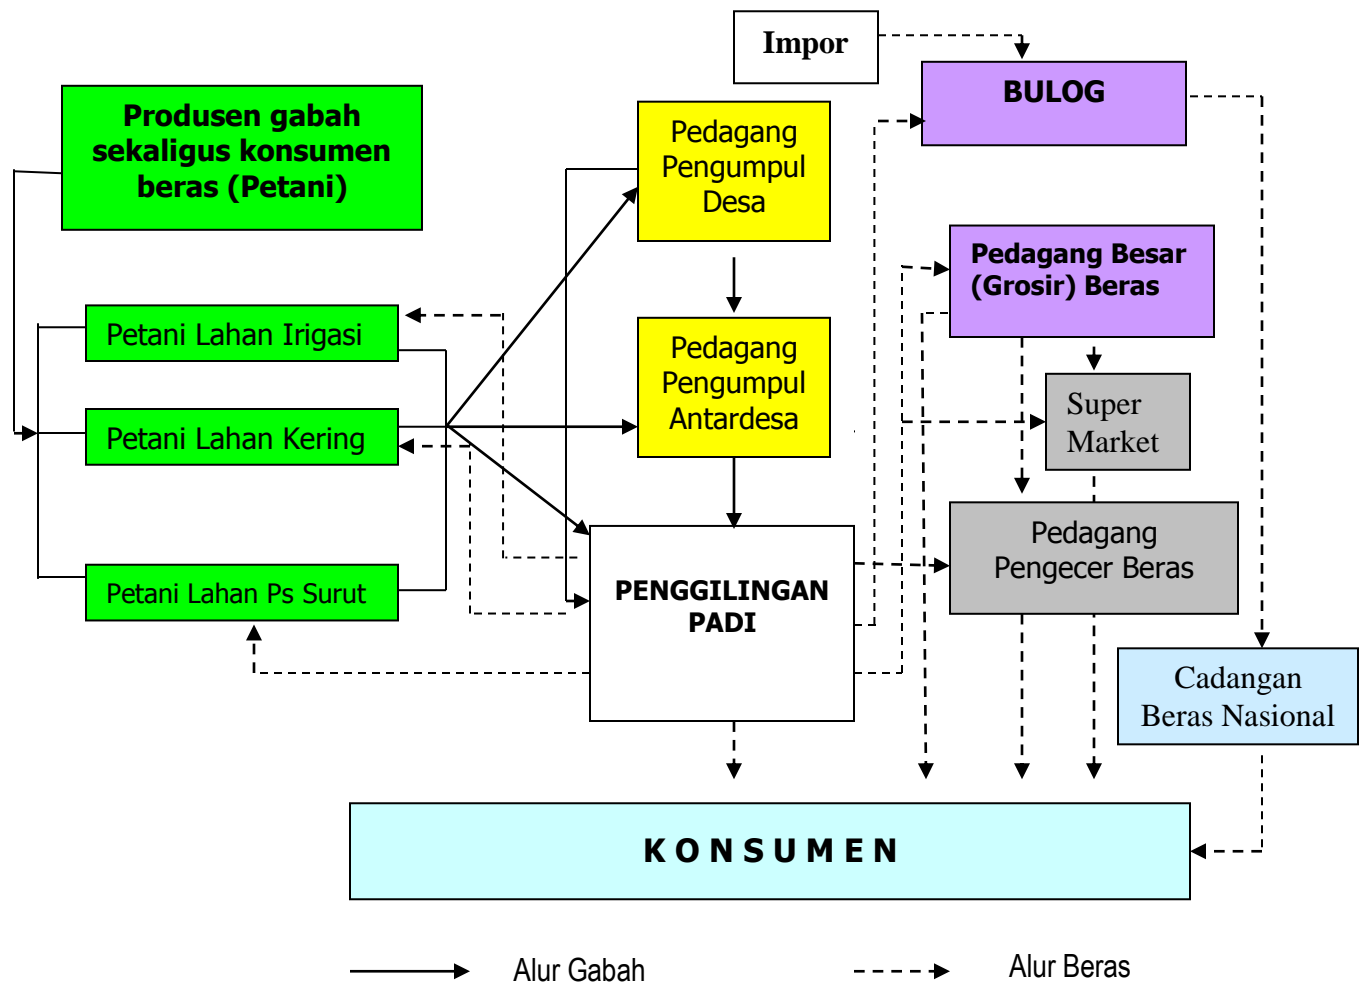 Impor
BULOG
Produsen gabah
sekaligus konsumen
beras (Petani)
Pedagang
Pengumpul
Desa
Pedagang Besar
(Grosir) Beras
Petani Lahan Irigasi
Pedagang
Pengumpul
Antardesa
Super
Market
Petani Lahan Kering
Pedagang
Pengecer Beras
Petani Lahan Ps Surut
PENGGILINGAN
PADI
Cadangan
Beras Nasional
K O N S U M E N
Alur Gabah
Alur Beras